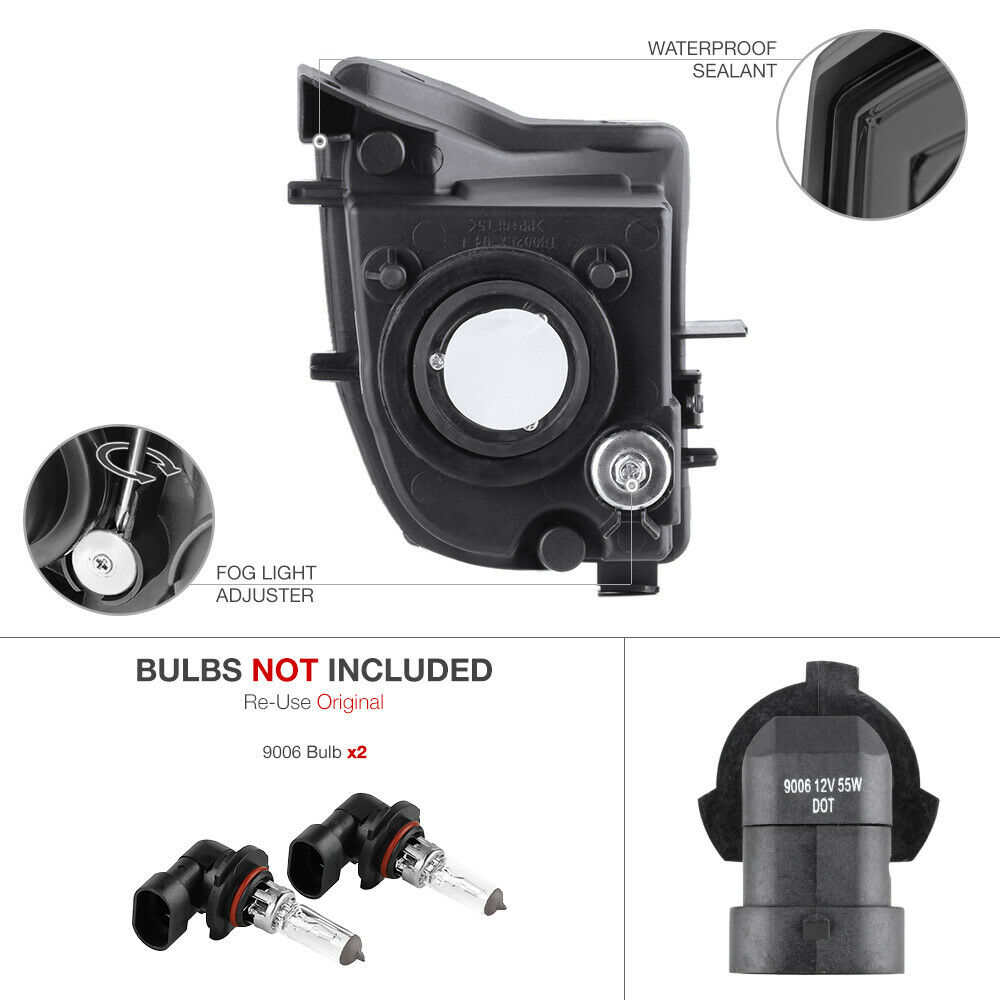 WATERPROOF
SEALANT
FOG LIGHT
ADJUSTER
BULBS NOT INCLUDED
Re-Use Original
9006 Bulb x2
9006 12V 55W
DOT